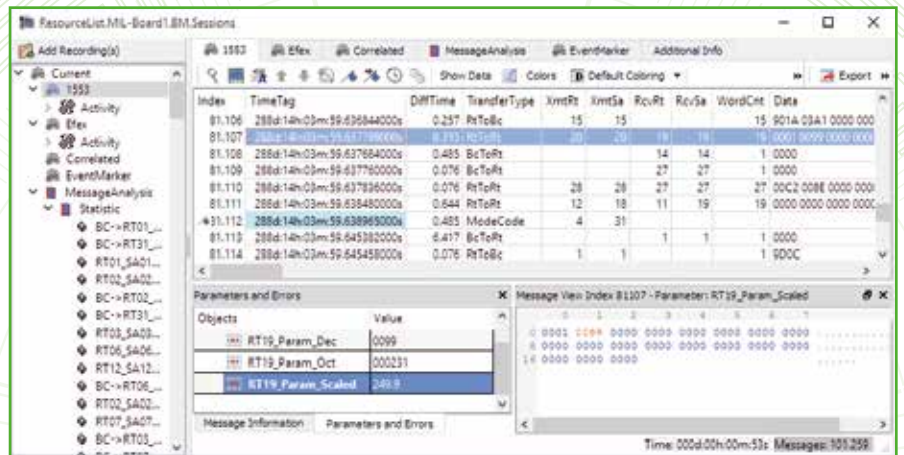 ResourceList.MIL-Board1.BM.Sessions
Add Recording(s)
Current
1553
Activity
Efex
Activity
Correlated
EventMarker
MessageAnalysis
Statistic
BC->RT01_...
BC->RT31_...
RT01_SA01...
RT02_SA02...
BC->RT02_...
BC->RT31_...
RT03_SA03...
RT06_SA06...
RT12_SA12...
BC->RT06_...
RT02_SA02...
RT07_SA07...
BC->RT03_...
1553 Efex Correlated MessageAnalysis EventMarker Additional Info
Show Data Colors Default Coloring Export
Index TimeTag DiffTime TransferType XmtRt XmtSa RcvRt RcvSa WordCnt Data
81.106 288d:14h:03m:59.636844000s 0.257 RtToBc 15 15 15 901A 03A1 0000 000
81.107 20 20 19 19 19 0001 0099 0000 0000
81.108 288d:14h:03m:59.637684000s 0.485 BcToRt 14 14 1 0000
81.109 288d:14h:03m:59.637760000s 0.076 BcToRt 27 27 1 0000
81.110 288d:14h:03m:59.637836000s 0.076 RtToRt 28 28 27 27 27 00C2 008E 0000 000
81.111 288d:14h:03m:59.638480000s 0.644 RtToRt 12 18 11 19 19 0000 0000 0000 000
81.112 288d:14h:03m:59.638965000s 0.485 ModeCode 4 31
81.113 288d:14h:03m:59.645382000s 6.417 BcToRt 1 1 1 0000
81.114 288d:14h:03m:59.645458000s 0.076 RtToBc 1 1 1 9D0C
Parameters and Errors
Objects Value
RT19_Param_Dec 0099
RT19_Param_Oct 000231
RT19_Param_Scaled 249.9
Message Information Parameters and Errors
Message View Index 81107 - Parameter: RT19_Param_Scaled
0 1 2 3 4 5 6 7
0 0001 0099 0000 0000 0000 0000 0000 0000
8 0000 0000 0000 0000 0000 0000 0000 0000
16 0000 0000 0000
Time: 000d:00h:00m:53s Messages: 101.259